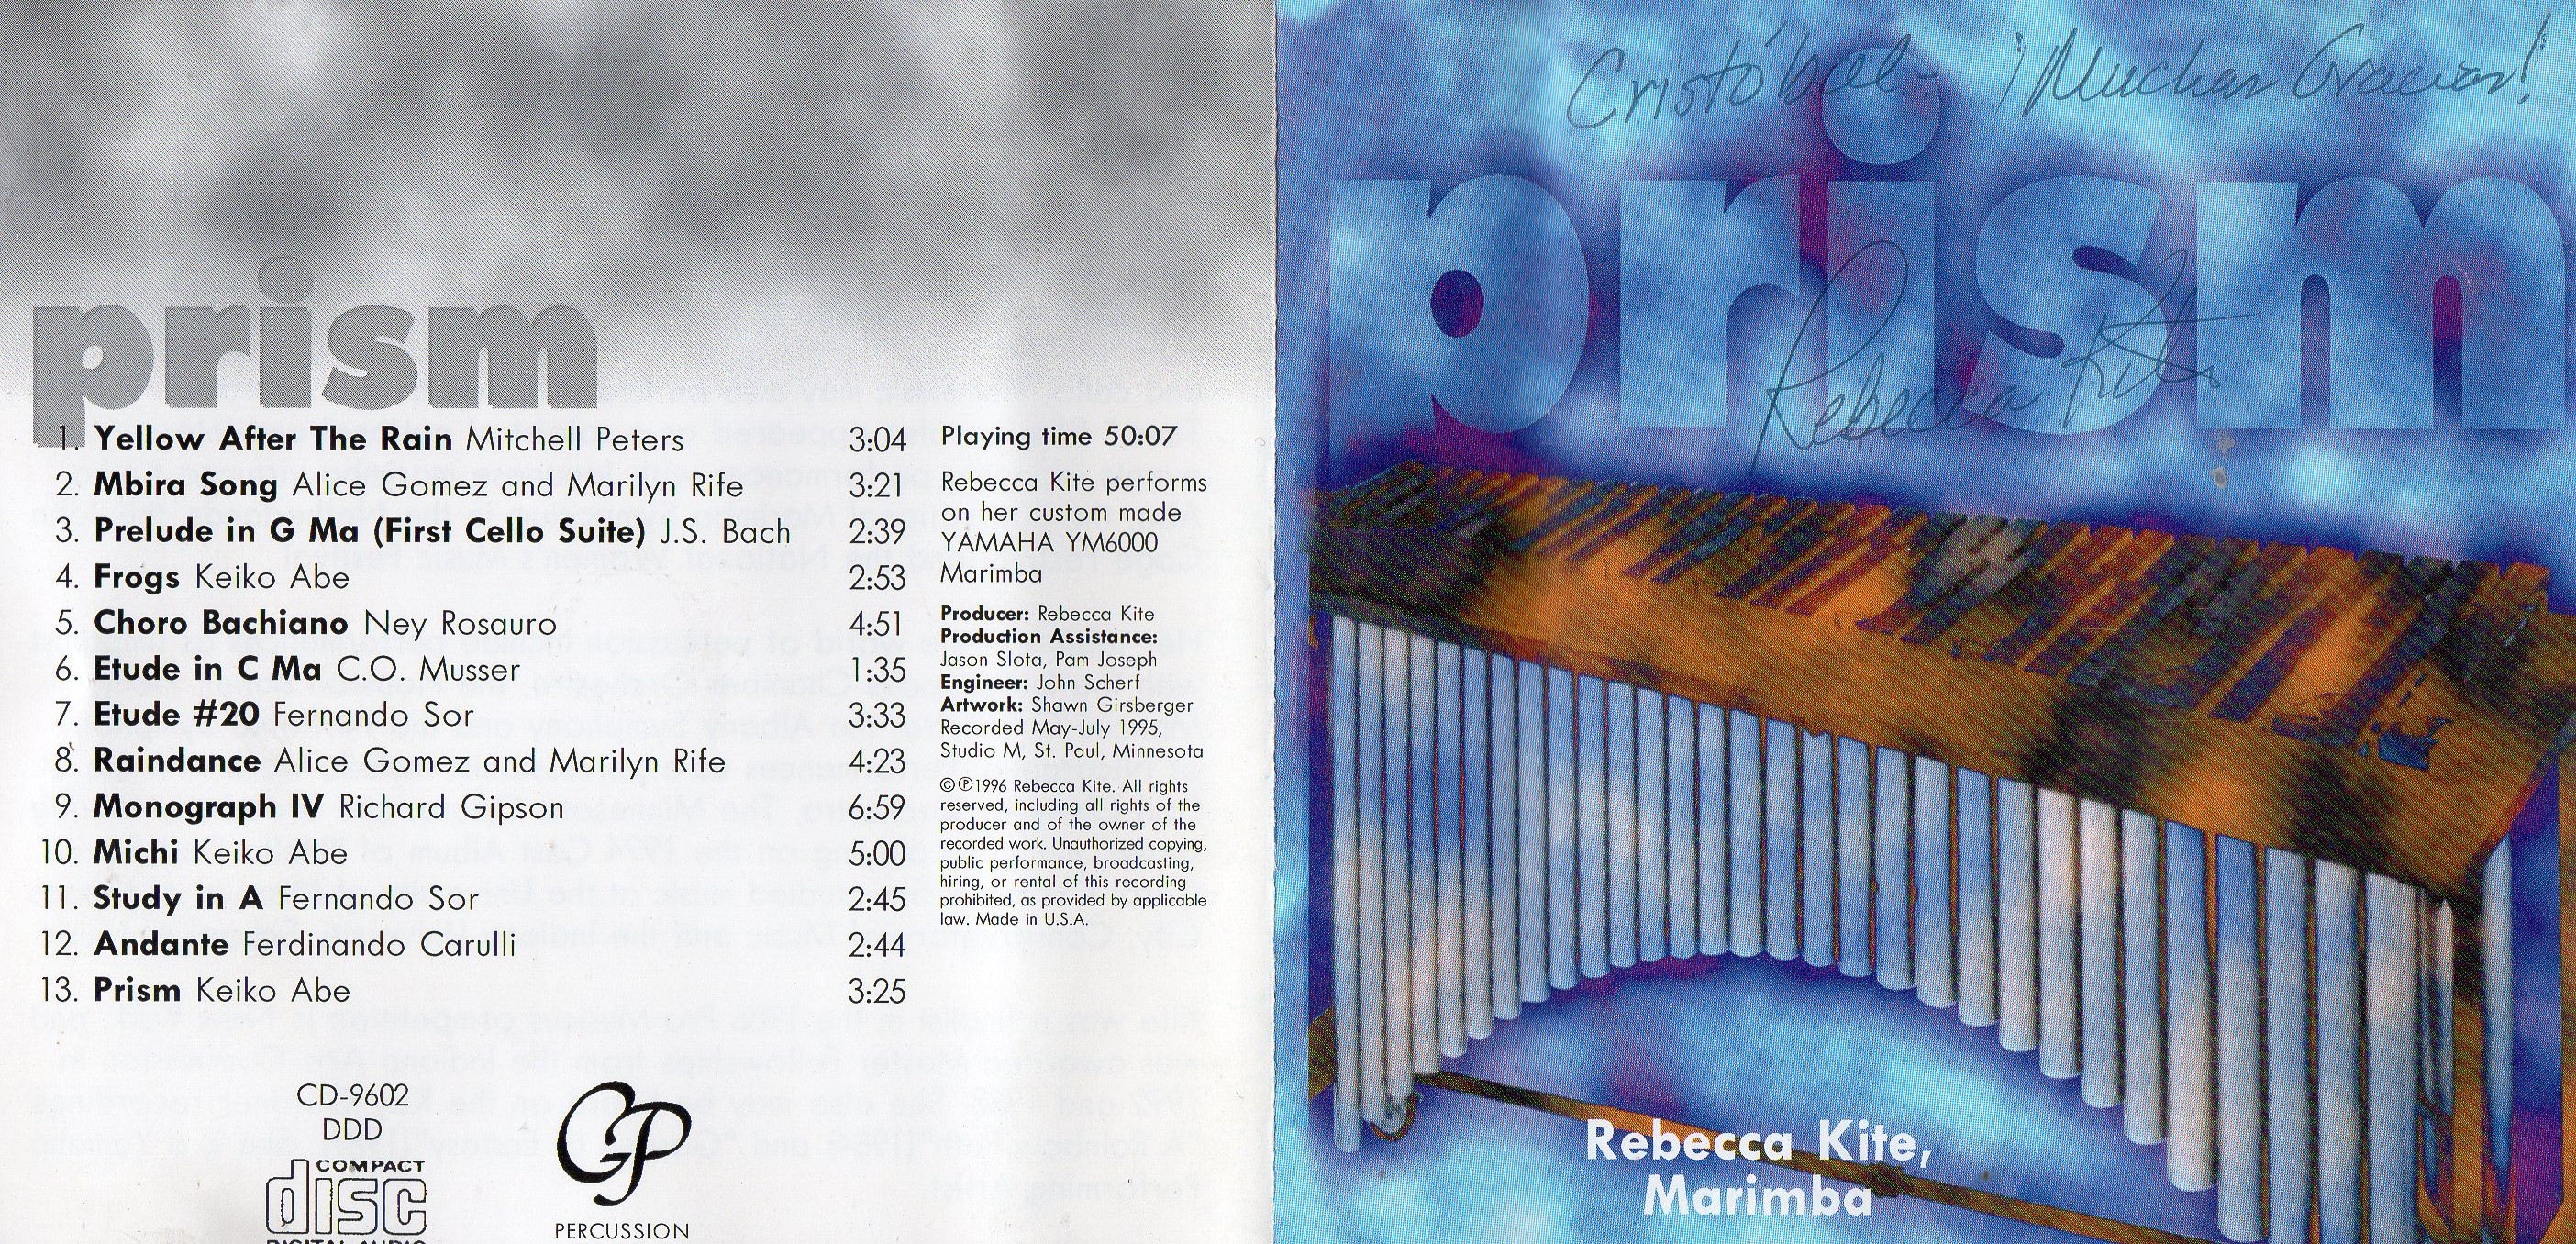 prism
1. Yellow After The Rain Mitchell Peters 3:04
2. Mbira Song Alice Gomez and Marilyn Rife 3:21
3. Prelude in G Ma (First Cello Suite) J.S. Bach 2:39
4. Frogs Keiko Abe 2:53
5. Choro Bachiano Ney Rosauro 4:51
6. Etude in C Ma C.O. Musser 1:35
7. Etude #20 Fernando Sor 3:33
8. Raindance Alice Gomez and Marilyn Rife 4:23
9. Monograph IV Richard Gipson 6:59
10. Michi Keiko Abe 5:00
11. Study in A Fernando Sor 2:45
12. Andante Ferdinando Carulli 2:44
13. Prism Keiko Abe 3:25
Playing time 50:07
Rebecca Kite performs
on her custom made
YAMAHA YM6000
Marimba
Producer: Rebecca Kite
Production Assistance:
Jason Slota, Pam Joseph
Engineer: John Scherf
Artwork: Shawn Girsberger
Recorded May-July 1995,
Studio M, St. Paul, Minnesota
©℗1996 Rebecca Kite. All rights
reserved, including all rights of the
producer and of the owner of the
recorded work. Unauthorized copying,
public performance, broadcasting,
hiring, or rental of this recording
prohibited, as provided by applicable
law. Made in U.S.A.
CD-9602
DDD
COMPACT
disc
DIGITAL AUDIO
GP
PERCUSSION
Cristóbal- ¡Muchas Gracias!
prism
Rebecca Kite
Rebecca Kite,
Marimba